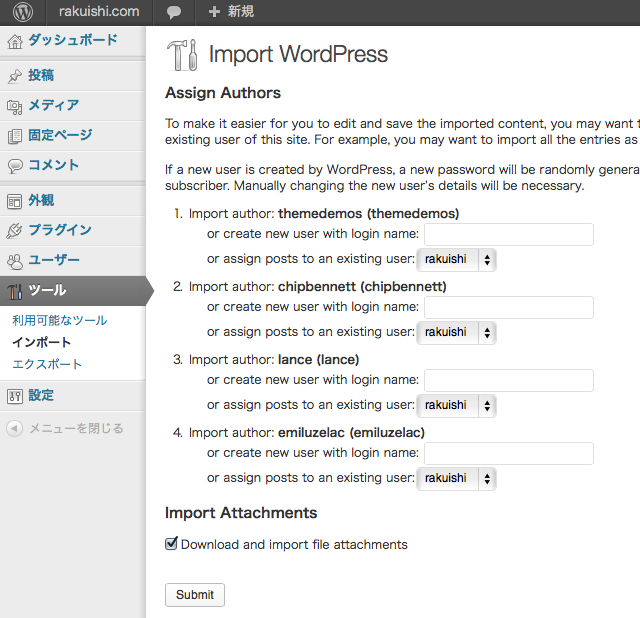 rakuishi.com
新規
ダッシュボード
投稿
メディア
固定ページ
コメント
外観
プラグイン
ユーザー
ツール
利用可能なツール
インポート
エクスポート
設定
メニューを閉じる
Import WordPress
Assign Authors
To make it easier for you to edit and save the imported content, you may want t
existing user of this site. For example, you may want to import all the entries as
If a new user is created by WordPress, a new password will be randomly genera
subscriber. Manually changing the new user's details will be necessary.
1. Import author: themedemos (themedemos)
or create new user with login name:
or assign posts to an existing user: rakuishi
2. Import author: chipbennett (chipbennett)
or create new user with login name:
or assign posts to an existing user: rakuishi
3. Import author: lance (lance)
or create new user with login name:
or assign posts to an existing user: rakuishi
4. Import author: emiluzelac (emiluzelac)
or create new user with login name:
or assign posts to an existing user: rakuishi
Import Attachments
Download and import file attachments
Submit